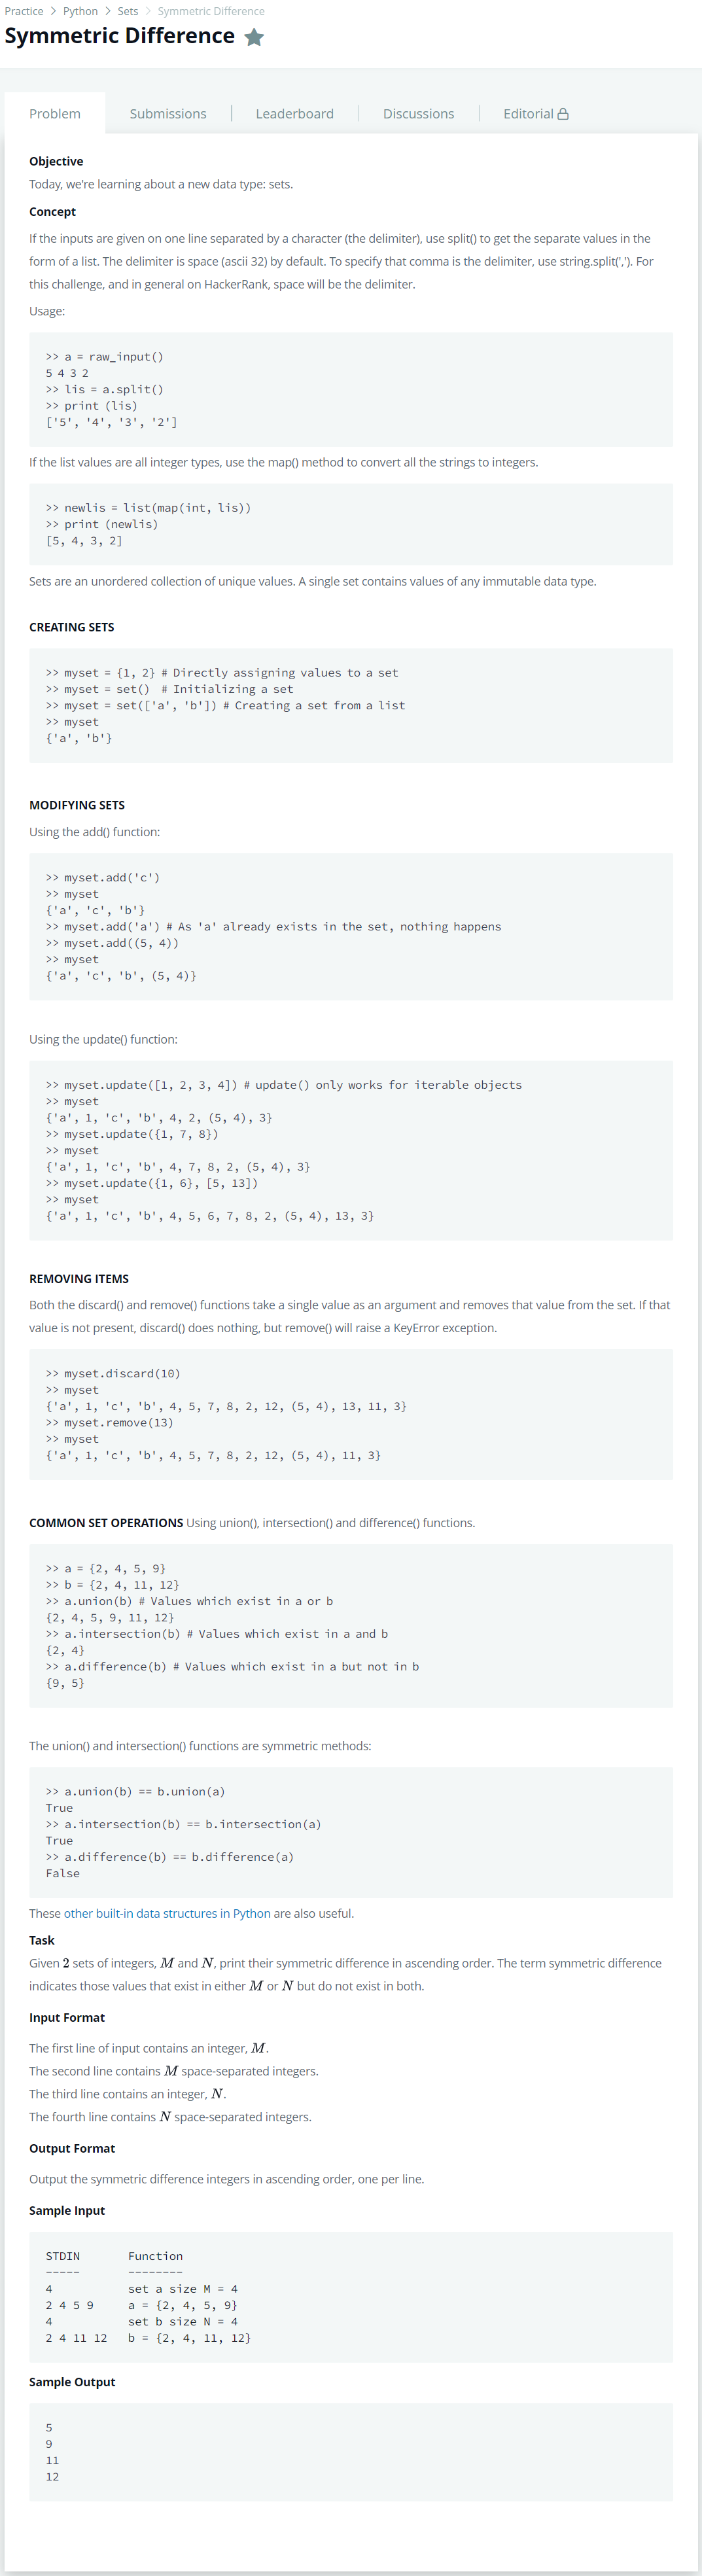 Practice > Python > Sets > Symmetric Difference
Symmetric Difference
Problem Submissions Leaderboard Discussions Editorial
Objective
Today, we're learning about a new data type: sets.
Concept
If the inputs are given on one line separated by a character (the delimiter), use split() to get the separate values in the
form of a list. The delimiter is space (ascii 32) by default. To specify that comma is the delimiter, use string.split(','). For
this challenge, and in general on HackerRank, space will be the delimiter.
Usage:
>> a = raw_input()
5 4 3 2
>> lis = a.split()
>> print (lis)
['5', '4', '3', '2']
If the list values are all integer types, use the map() method to convert all the strings to integers.
>> newlis = list(map(int, lis))
>> print (newlis)
[5, 4, 3, 2]
Sets are an unordered collection of unique values. A single set contains values of any immutable data type.
CREATING SETS
>> myset = {1, 2} # Directly assigning values to a set
>> myset = set()  # Initializing a set
>> myset = set(['a', 'b']) # Creating a set from a list
>> myset
{'a', 'b'}
MODIFYING SETS
Using the add() function:
>> myset.add('c')
>> myset
{'a', 'c', 'b'}
>> myset.add('a') # As 'a' already exists in the set, nothing happens
>> myset.add((5, 4))
>> myset
{'a', 'c', 'b', (5, 4)}
Using the update() function:
>> myset.update([1, 2, 3, 4]) # update() only works for iterable objects
>> myset
{'a', 1, 'c', 'b', 4, 2, (5, 4), 3}
>> myset.update({1, 7, 8})
>> myset
{'a', 1, 'c', 'b', 4, 7, 8, 2, (5, 4), 3}
>> myset.update({1, 6}, [5, 13])
>> myset
{'a', 1, 'c', 'b', 4, 5, 6, 7, 8, 2, (5, 4), 13, 3}
REMOVING ITEMS
Both the discard() and remove() functions take a single value as an argument and removes that value from the set. If that
value is not present, discard() does nothing, but remove() will raise a KeyError exception.
>> myset.discard(10)
>> myset
{'a', 1, 'c', 'b', 4, 5, 7, 8, 2, 12, (5, 4), 13, 11, 3}
>> myset.remove(13)
>> myset
{'a', 1, 'c', 'b', 4, 5, 7, 8, 2, 12, (5, 4), 11, 3}
COMMON SET OPERATIONS Using union(), intersection() and difference() functions.
>> a = {2, 4, 5, 9}
>> b = {2, 4, 11, 12}
>> a.union(b) # Values which exist in a or b
{2, 4, 5, 9, 11, 12}
>> a.intersection(b) # Values which exist in a and b
{2, 4}
>> a.difference(b) # Values which exist in a but not in b
{9, 5}
The union() and intersection() functions are symmetric methods:
>> a.union(b) == b.union(a)
True
>> a.intersection(b) == b.intersection(a)
True
>> a.difference(b) == b.difference(a)
False
These other built-in data structures in Python are also useful.
Task
Given 2 sets of integers, M and N, print their symmetric difference in ascending order. The term symmetric difference
indicates those values that exist in either M or N but do not exist in both.
Input Format
The first line of input contains an integer, M.
The second line contains M space-separated integers.
The third line contains an integer, N.
The fourth line contains N space-separated integers.
Output Format
Output the symmetric difference integers in ascending order, one per line.
Sample Input
STDIN Function
----- --------
4 set a size M = 4
2 4 5 9 a = {2, 4, 5, 9}
4 set b size N = 4
2 4 11 12 b = {2, 4, 11, 12}
Sample Output
5
9
11
12